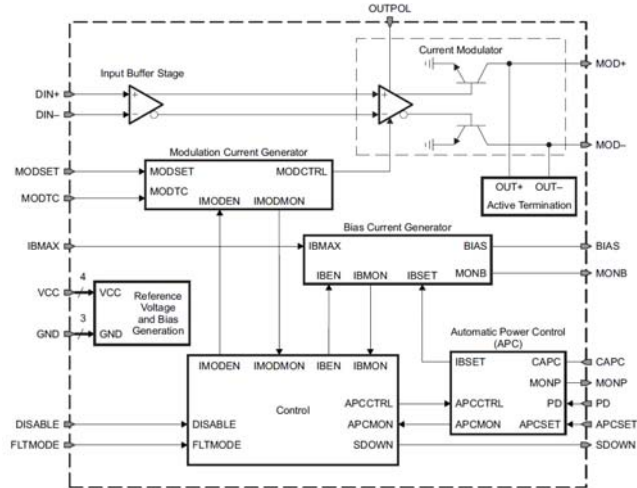 OUTPOL
Current Modulator
Input Buffer Stage
MOD+
DIN+
DIN–
MOD–
Modulation Current Generator
MODSET
MODSET
MODCTRL
MODTC
MODTC
IMODEN
IMODMON
OUT+
OUT–
Active Termination
Bias Current Generator
IBMAX
IBMAX
BIAS
BIAS
IBEN
IBMON
IBSET
MONB
MONB
4
VCC
VCC
Reference
Voltage
and Bias
Generation
3
GND
GND
Automatic Power Control
(APC)
IMODEN
IMODMON
IBEN
IBMON
IBSET
CAPC
CAPC
MONP
MONP
Control
APCCTRL
APCCTRL
PD
PD
DISABLE
DISABLE
APCMON
APCMON
APCSET
APCSET
FLTMODE
FLTMODE
SDOWN
SDOWN
+
−
+
−